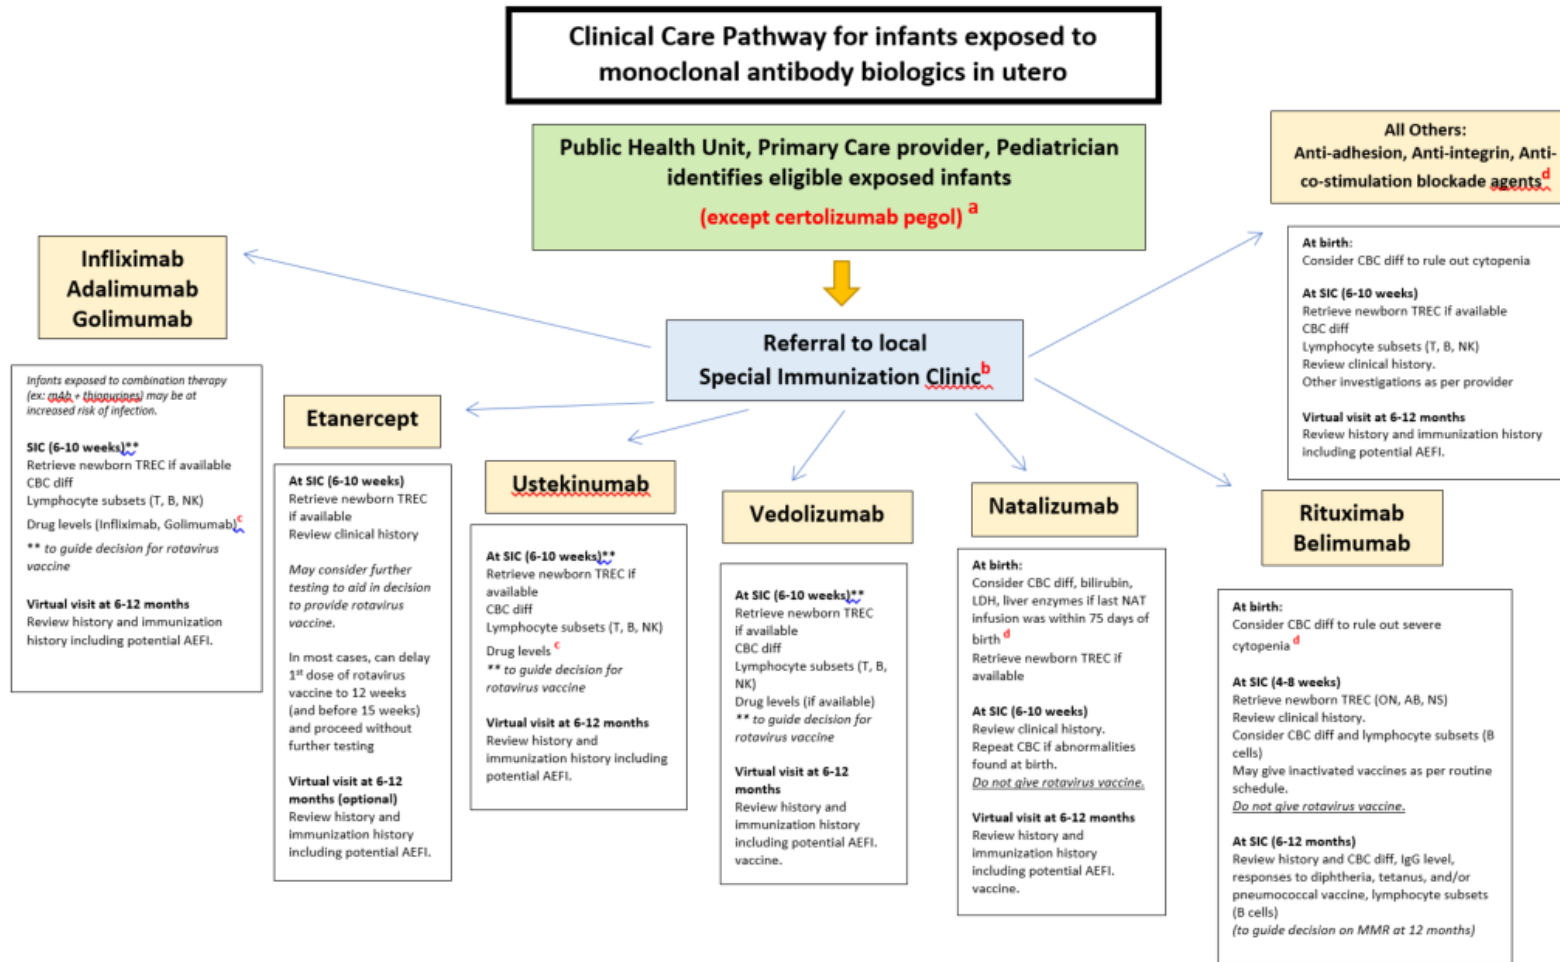 Clinical Care Pathway for infants exposed to
monoclonal antibody biologics in utero
Public Health Unit, Primary Care provider, Pediatrician
identifies eligible exposed infants
(except certolizumab pegol) a
Referral to local
Special Immunization Clinic b
Infliximab
Adalimumab
Golimumab
Infants exposed to combination therapy
(ex: mAb + thiopurines) may be at
increased risk of infection.
SIC (6-10 weeks)**
Retrieve newborn TREC if available
CBC diff
Lymphocyte subsets (T, B, NK)
Drug levels (Infliximab, Golimumab) c
** to guide decision for rotavirus
vaccine
Virtual visit at 6-12 months
Review history and immunization
history including potential AEFI.
Etanercept
At SIC (6-10 weeks)
Retrieve newborn TREC
if available
Review clinical history
May consider further
testing to aid in decision
to provide rotavirus
vaccine.
In most cases, can delay
1st dose of rotavirus
vaccine to 12 weeks
(and before 15 weeks)
and proceed without
further testing
Virtual visit at 6-12
months (optional)
Review history and
immunization history
including potential AEFI.
Ustekinumab
At SIC (6-10 weeks)**
Retrieve newborn TREC if
available
CBC diff
Lymphocyte subsets (T, B, NK)
Drug levels c
** to guide decision for
rotavirus vaccine
Virtual visit at 6-12 months
Review history and
immunization history including
potential AEFI.
Vedolizumab
At SIC (6-10 weeks)**
Retrieve newborn TREC
if available
CBC diff
Lymphocyte subsets (T, B,
NK)
Drug levels (if available)
** to guide decision for
rotavirus vaccine
Virtual visit at 6-12
months
Review history and
immunization history
including potential AEFI.
vaccine.
Natalizumab
At birth:
Consider CBC diff, bilirubin,
LDH, liver enzymes if last NAT
infusion was within 75 days of
birth d
Retrieve newborn TREC if
available
At SIC (6-10 weeks)
Review clinical history.
Repeat CBC if abnormalities
found at birth.
Do not give rotavirus vaccine.
Virtual visit at 6-12 months
Review history and
immunization history
including potential AEFI.
vaccine.
Rituximab
Belimumab
At birth:
Consider CBC diff to rule out severe
cytopenia d
At SIC (4-8 weeks)
Retrieve newborn TREC (ON, AB, NS)
Review clinical history.
Consider CBC diff and lymphocyte subsets (B
cells)
May give inactivated vaccines as per routine
schedule.
Do not give rotavirus vaccine.
At SIC (6-12 months)
Review history and CBC diff, IgG level,
responses to diphtheria, tetanus, and/or
pneumococcal vaccine, lymphocyte subsets
(B cells)
(to guide decision on MMR at 12 months)
All Others:
Anti-adhesion, Anti-integrin, Anti-
co-stimulation blockade agents d
At birth:
Consider CBC diff to rule out cytopenia
At SIC (6-10 weeks)
Retrieve newborn TREC if available
CBC diff
Lymphocyte subsets (T, B, NK)
Review clinical history.
Other investigations as per provider
Virtual visit at 6-12 months
Review history and immunization history
including potential AEFI.